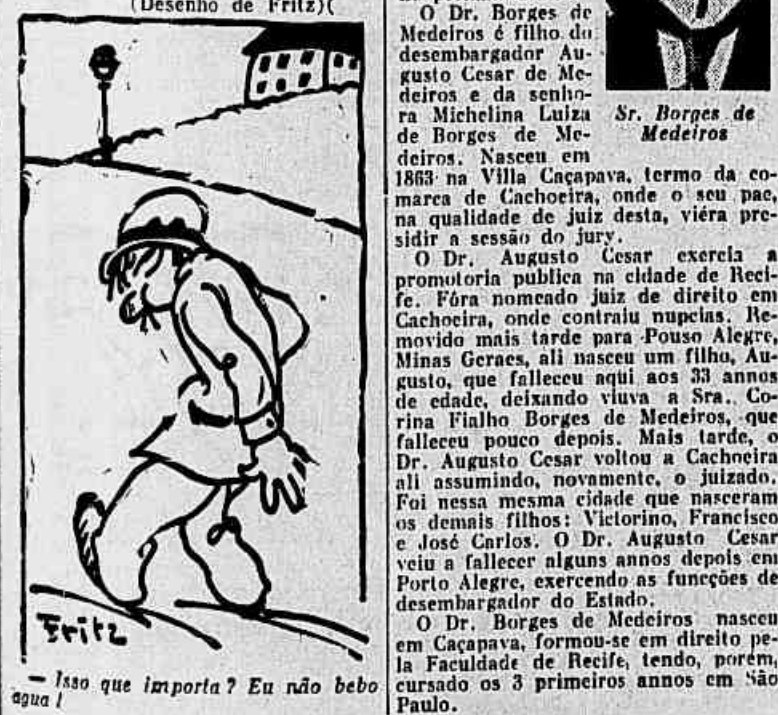 (Desenho de Fritz)(
Fritz
— Isso que importa? Eu não bebo
agua!
O Dr. Borges de
Medeiros é filho do
desembargador Au-
gusto Cesar de Me-
deiros e da senho-
ra Michelina Luiza
de Borges de Me-
deiros. Nasceu em
1863 na Villa Caçapava, termo da co-
marca de Cachoeira, onde o seu pae,
na qualidade de juiz desta, viéra pre-
sidir a sessão do jury.
O Dr. Augusto Cesar exercia a
promotoria publica na cidade de Reci-
fe. Fôra nomeado juiz de direito em
Cachoeira, onde contraiu nupcias. Re-
movido mais tarde para Pouso Alegre,
Minas Geraes, ali nasceu um filho, Au-
gusto, que falleceu aqui aos 33 annos
de edade, deixando viuva a Sra. Co-
rina Fialho Borges de Medeiros, que
falleceu pouco depois. Mais tarde, o
Dr. Augusto Cesar voltou a Cachoeira
ali assumindo, novamente, o juizado.
Foi nessa mesma cidade que nasceram
os demais filhos: Victorino, Francisco
e José Carlos. O Dr. Augusto Cesar
veiu a fallecer alguns annos depois em
Porto Alegre, exercendo as funcções de
desembargador do Estado.
O Dr. Borges de Medeiros nasceu
em Caçapava, formou-se em direito pe-
la Faculdade de Recife, tendo, porém,
cursado os 3 primeiros annos em São
Paulo.
Sr. Borges de
Medeiros